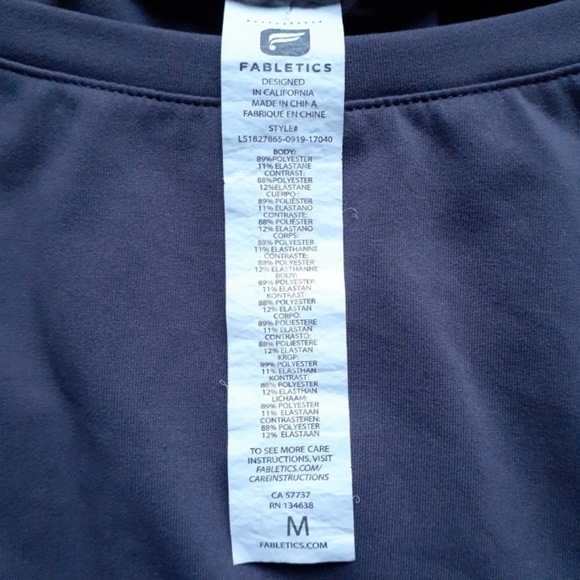 FABLETICS
DESIGNED
IN CALIFORNIA
MADE IN CHINA
FABRIQUE EN CHINE
STYLE#
LS1827865-0919-17040
BODY:
89%POLYESTER
11% ELASTANE
CONTRAST:
88%POLYESTER
12%ELASTANE
CUERPO:
89% POLIÉSTER
11% ELASTANO
CONTRASTE:
88% POLIÉSTER
12% ELASTANO
CORPS:
89% POLYESTER
11% ÉLASTHANNE
CONTRASTE:
88% POLYESTER
12% ÉLASTHANNE
BODY:
89% POLYESTER
11% ELASTAN
KONTRAST
88% POLYESTER
12% ELASTAN
CORPO:
89% POLIESTERE
11% ELASTAN
CONTRASTO:
88% POLIESTERE
12% ELASTAN
KROP:
89% POLYESTER
11% ELASTHAN
KONTRAST:
88% POLYESTER
12% ELASTHAN
LICHAAM:
89% POLYESTER
11% ELASTAAN
CONTRASTEREN:
88% POLYESTER
12% ELASTAAN
TO SEE MORE CARE
INSTRUCTIONS, VISIT
FABLETICS.COM/
CAREINSTRUCTIONS
CA 57737
RN 134638
M
FABLETICS.COM